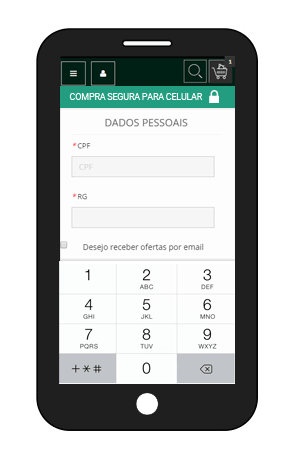 1
COMPRA SEGURA PARA CELULAR
DADOS PESSOAIS
* CPF
CPF
* RG
Desejo receber ofertas por email
1 2 3
ABC DEF
4 5 6
GHI JKL MNO
7 8 9
PQRS TUV WXYZ
+*# 0